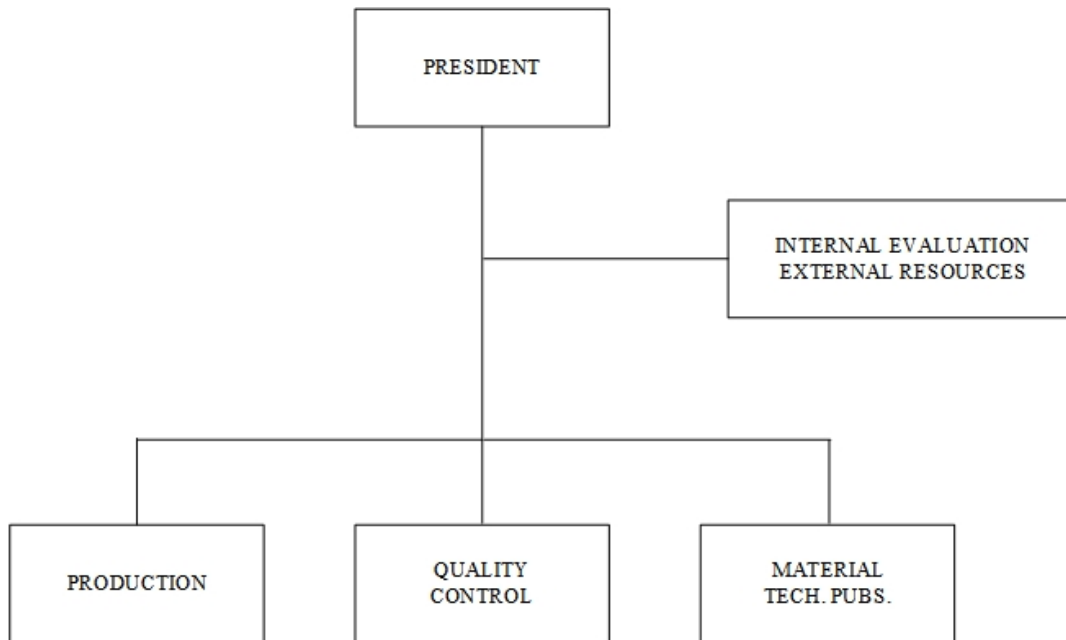 PRESIDENT
INTERNAL EVALUATION
EXTERNAL RESOURCES
PRODUCTION
QUALITY
CONTROL
MATERIAL
TECH. PUBS.